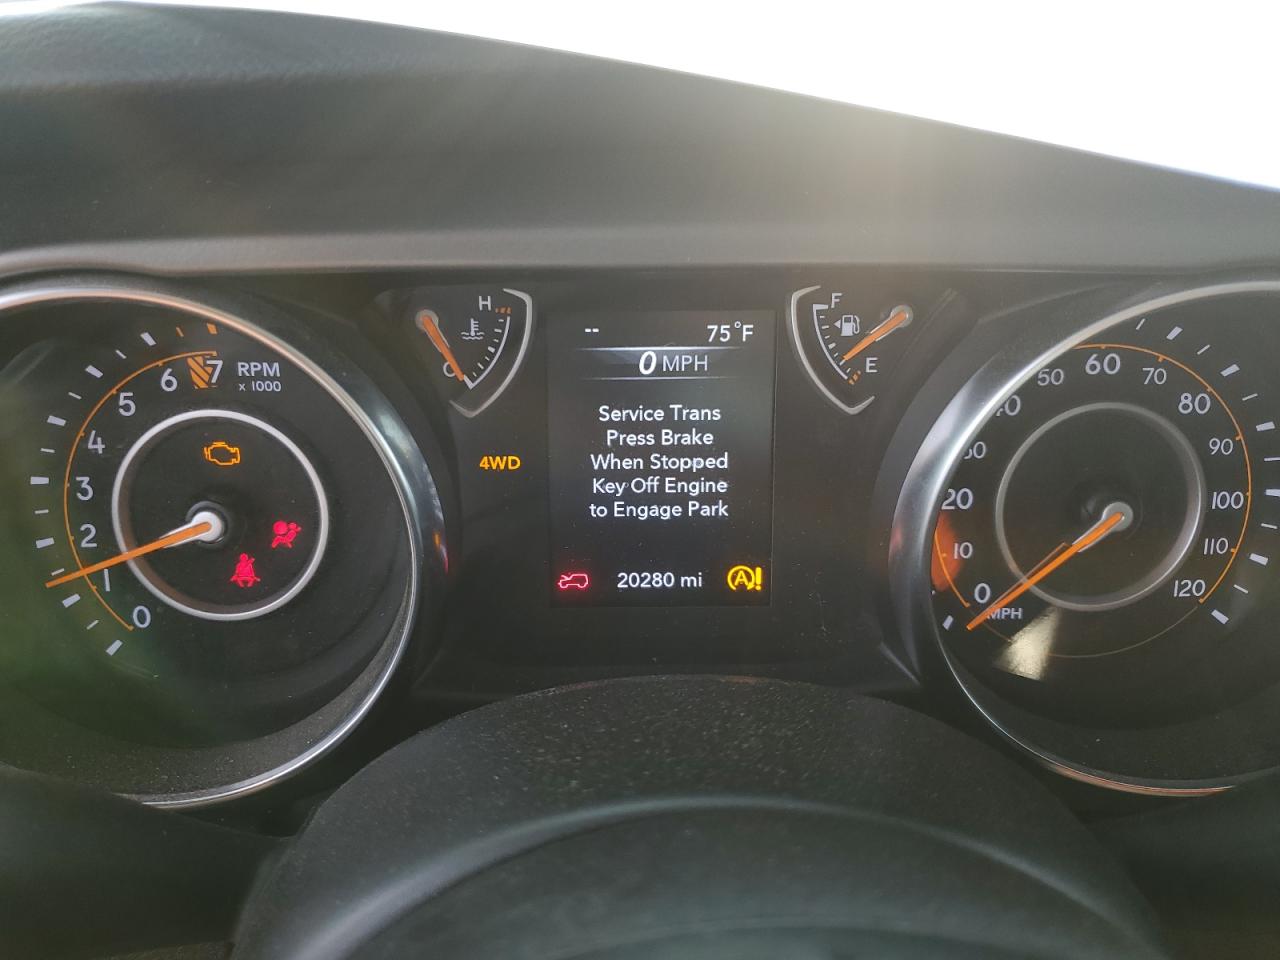 RPM
x 1000
7
6
5
4
3
2
1
0
H
C
4WD
--
75°F
0 MPH
Service Trans
Press Brake
When Stopped
Key Off Engine
to Engage Park
20280 mi
A!
F
E
0
10
20
50
60
70
80
90
100
110
120
MPH